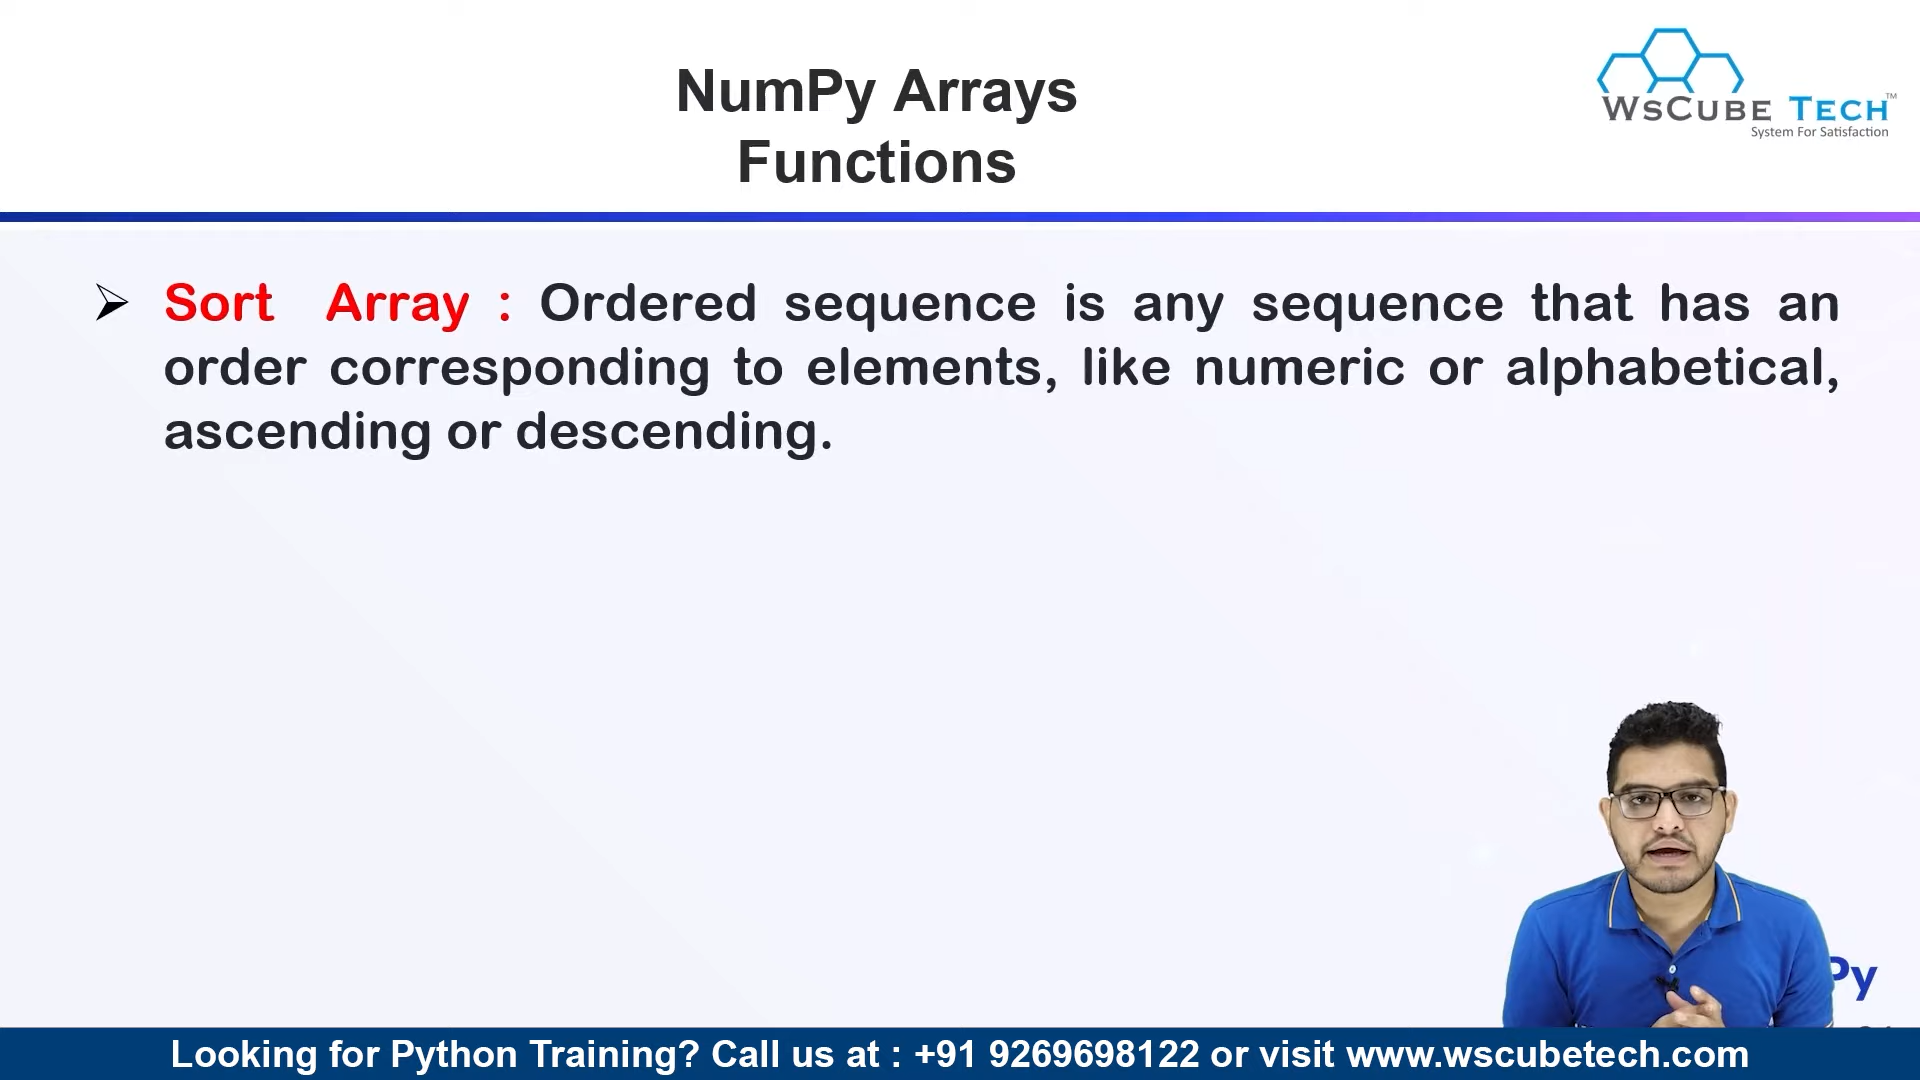 NumPy Arrays
Functions
WSCUBE TECH™
System For Satisfaction
➢ Sort Array : Ordered sequence is any sequence that has an
order corresponding to elements, like numeric or alphabetical,
ascending or descending.
Py
Looking for Python Training? Call us at : +91 9269698122 or visit www.wscubetech.com